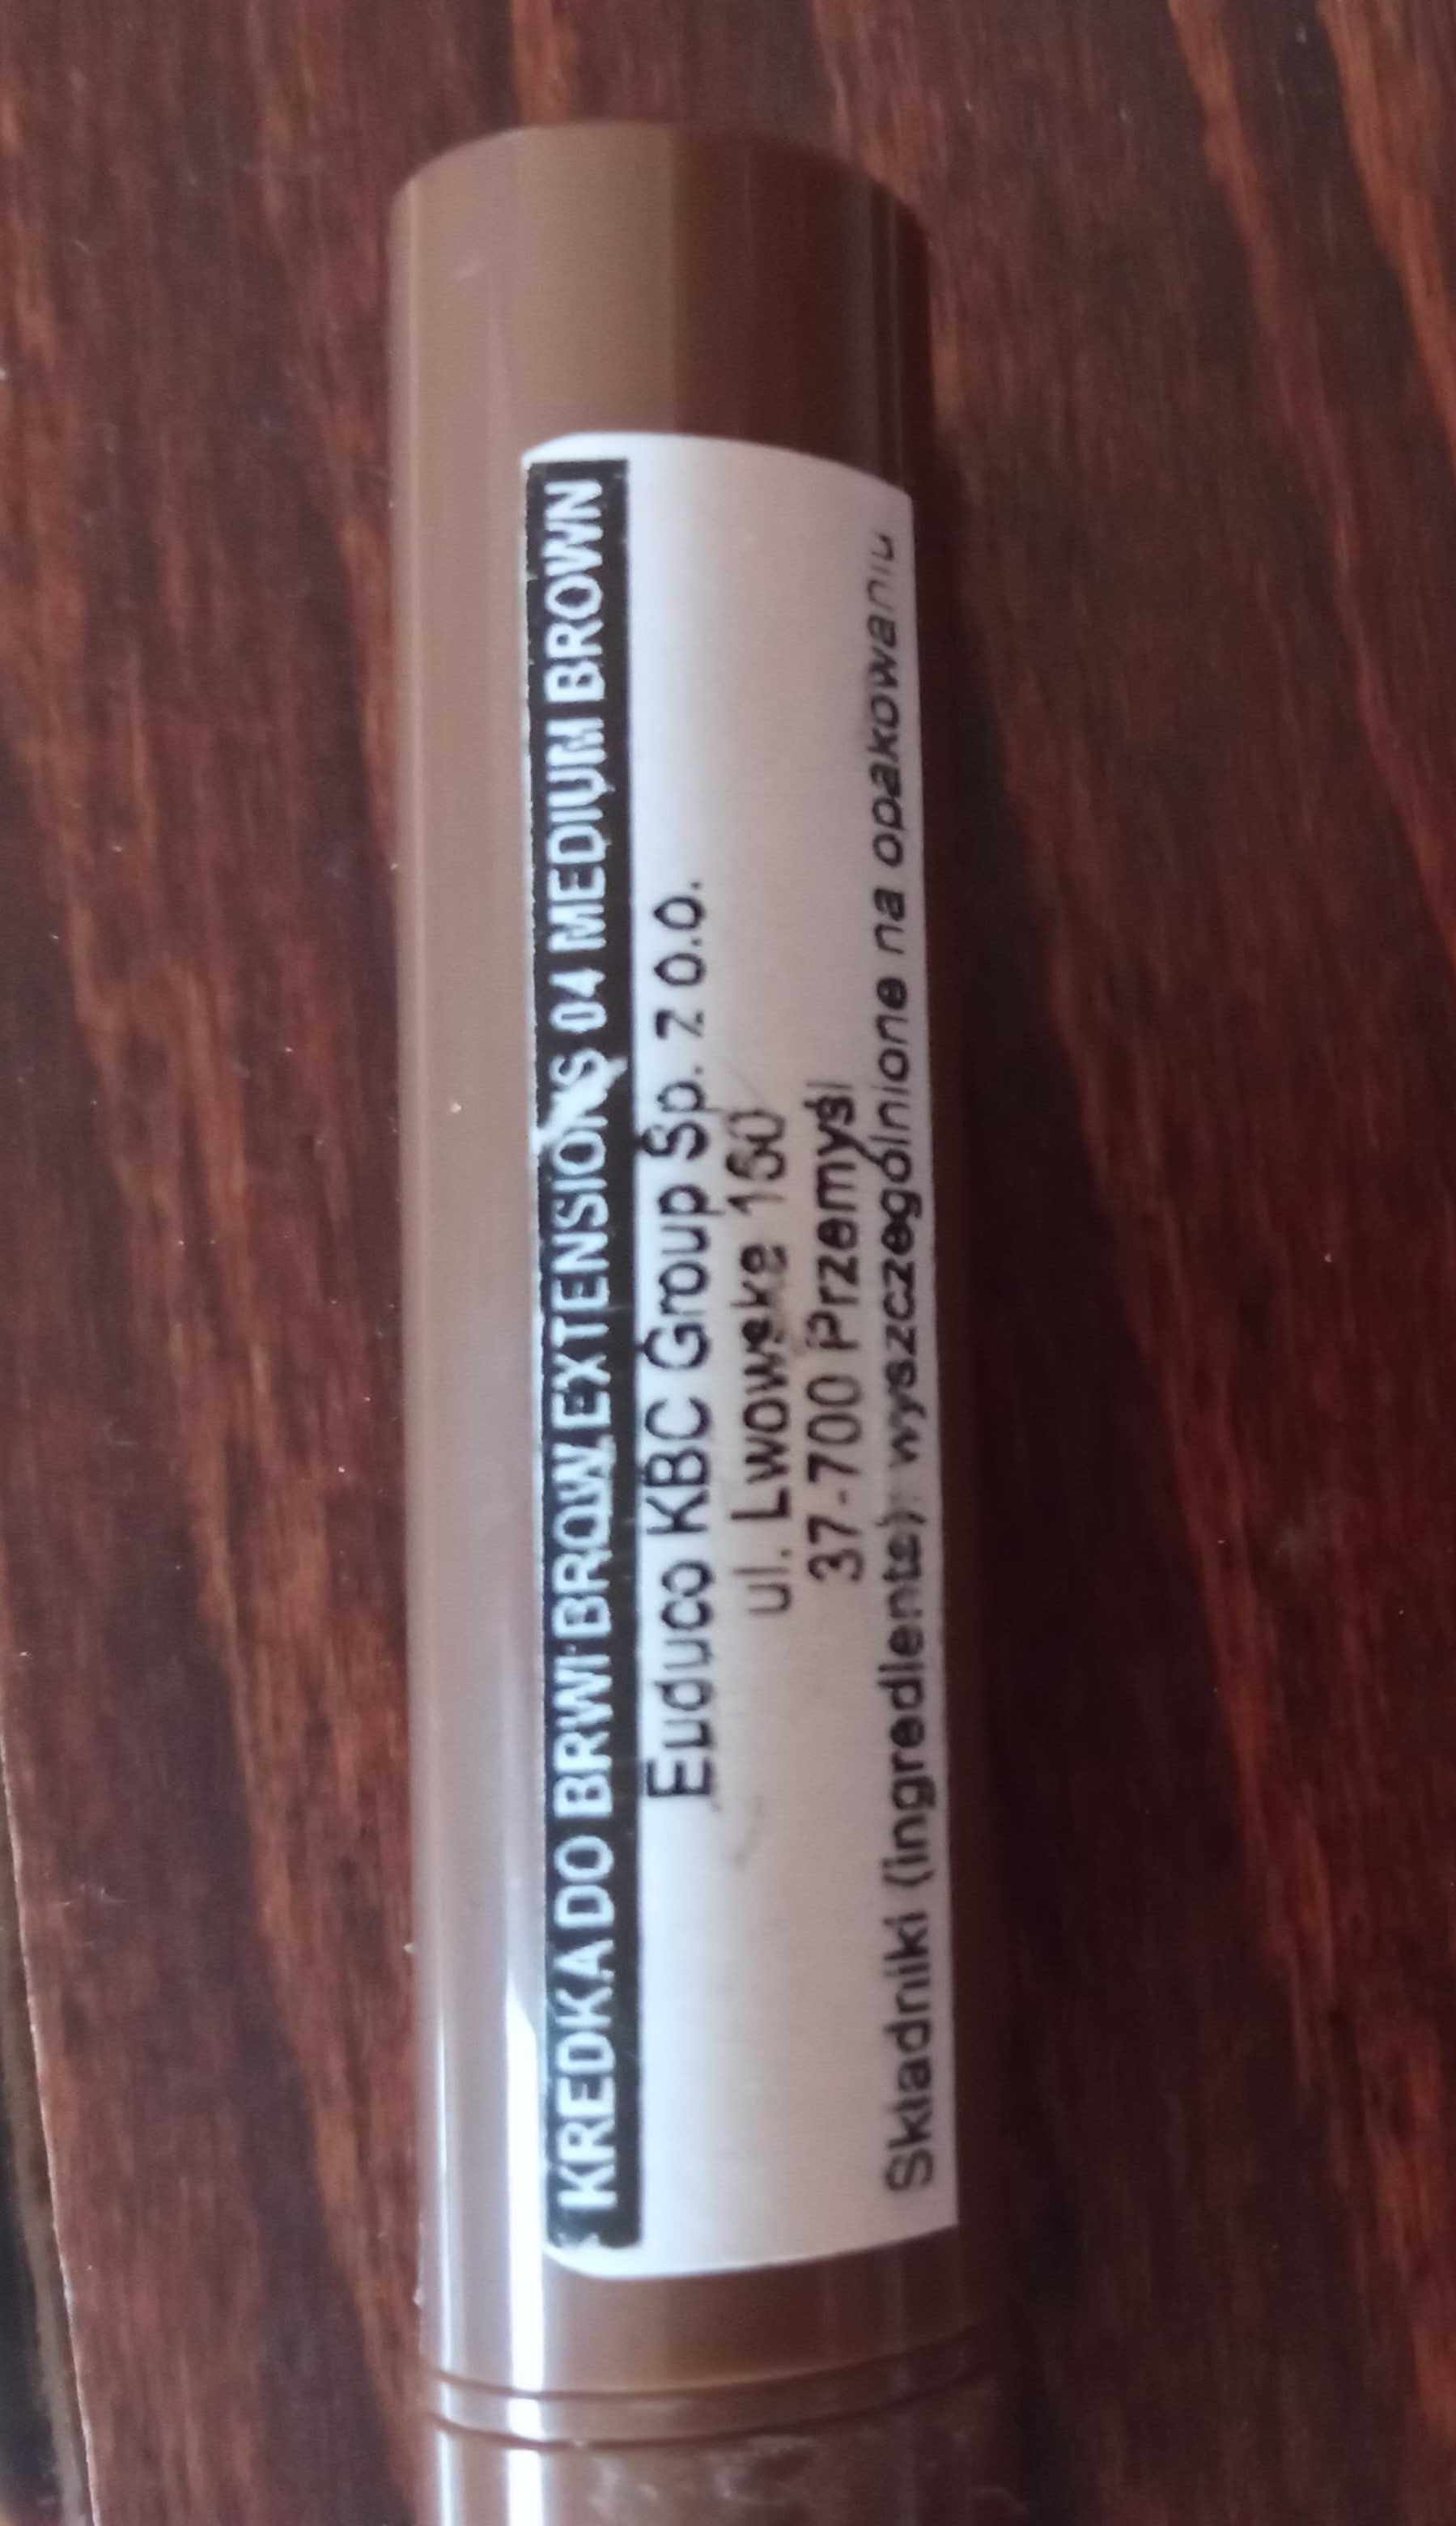 KREDKA DO BRWI BROW EXTENSIONS 04 MEDIUM BROWN
Euduco KBC Group Sp. z o.o.
ul. Lwowska 150
37-700 Przemyśl
Składniki (ingredients): wyszczególnione na opakowaniu